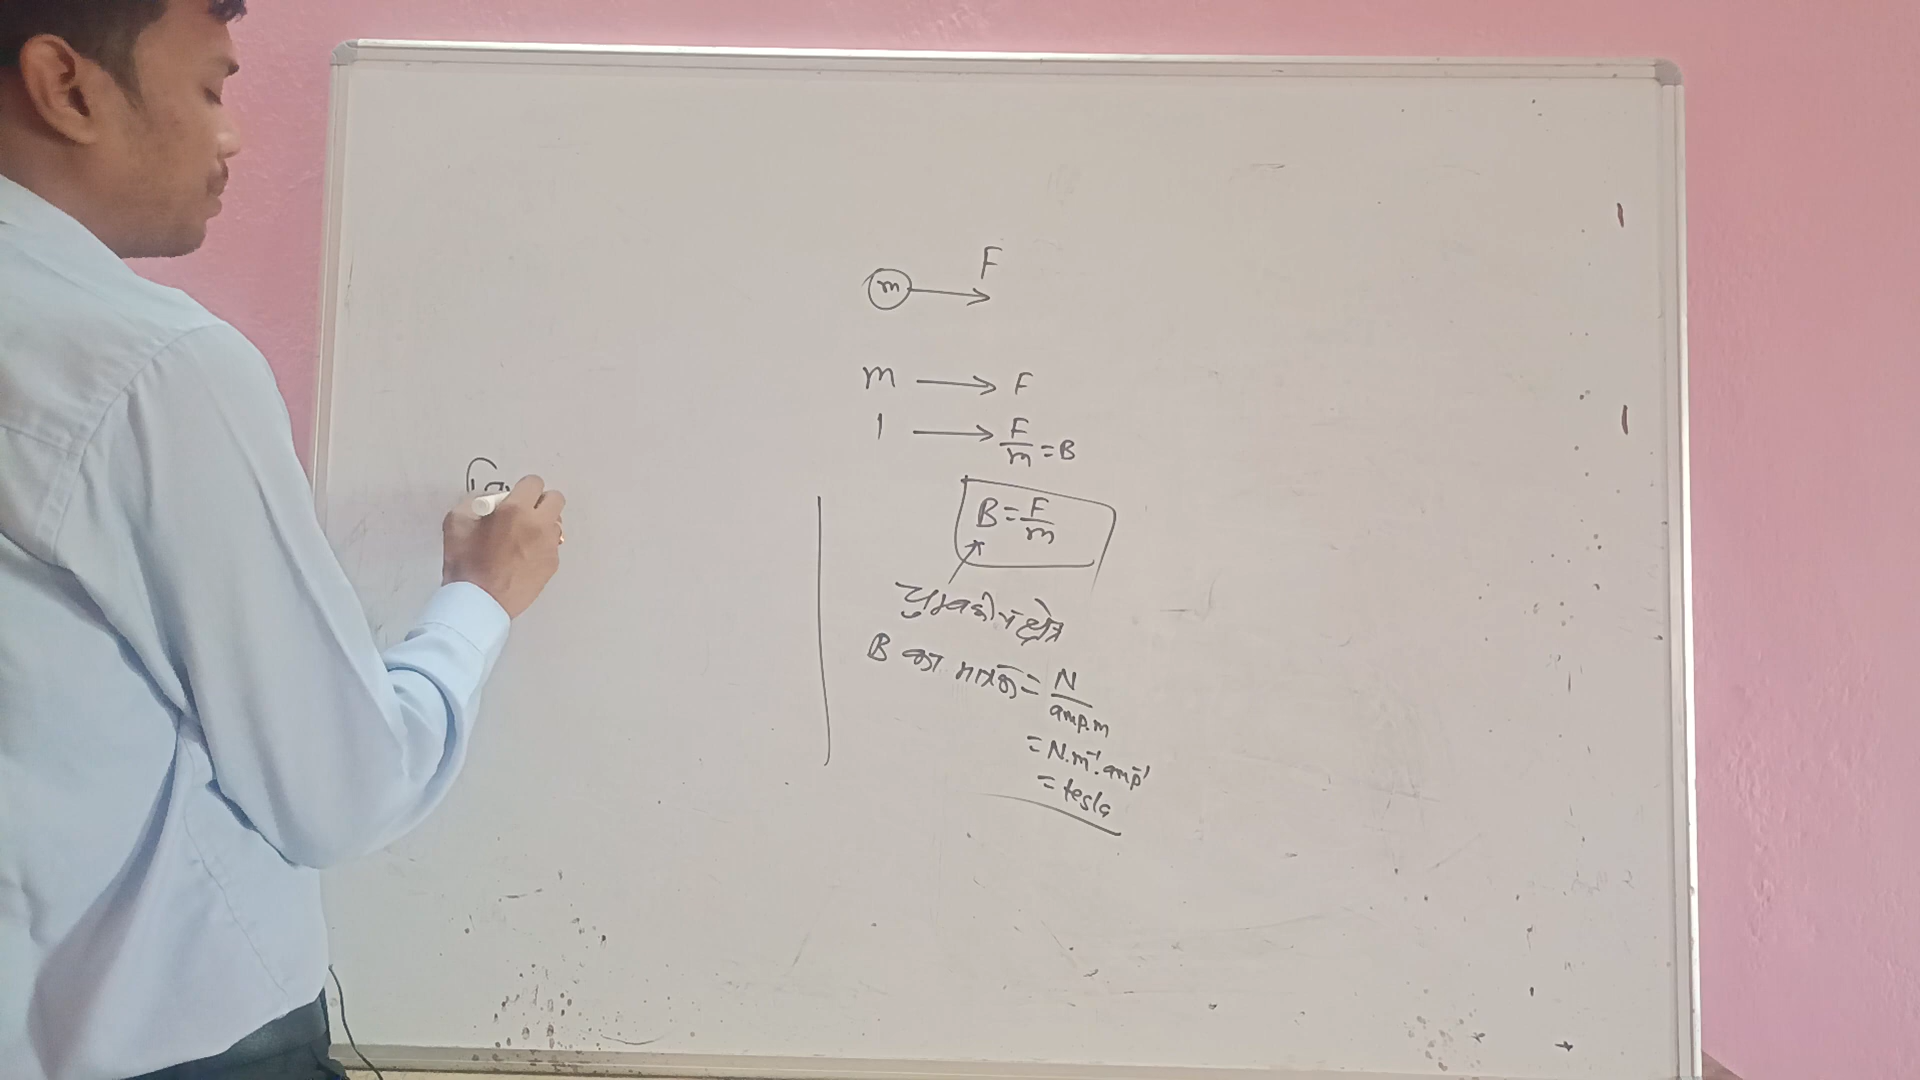 F
m
m → F
1 → F/m = B
B = F/m
चुम्बकीय क्षेत्र
B का मात्रक = N/amp.m
= N.m⁻¹.amp⁻¹
= tesla